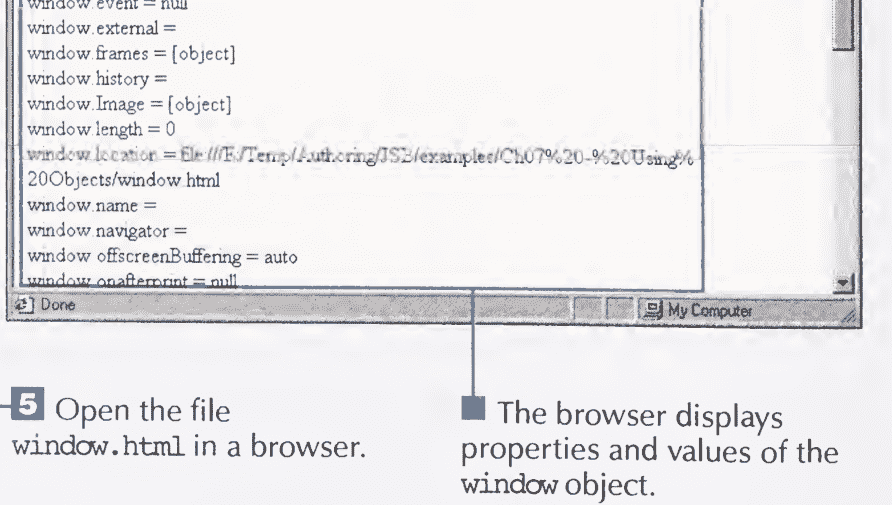 window.event = null
window.external =
window.frames = [object]
window.history =
window.Image = [object]
window.length = 0
window.location = file:///E:/Temp/Authoring/JSB/examples/Ch07%20-%20Using%
20Objects/window.html
window.name =
window.navigator =
window.offscreenBuffering = auto
window.onafterprint = null
Done
My Computer
5 Open the file
window.html in a browser.
The browser displays
properties and values of the
window object.